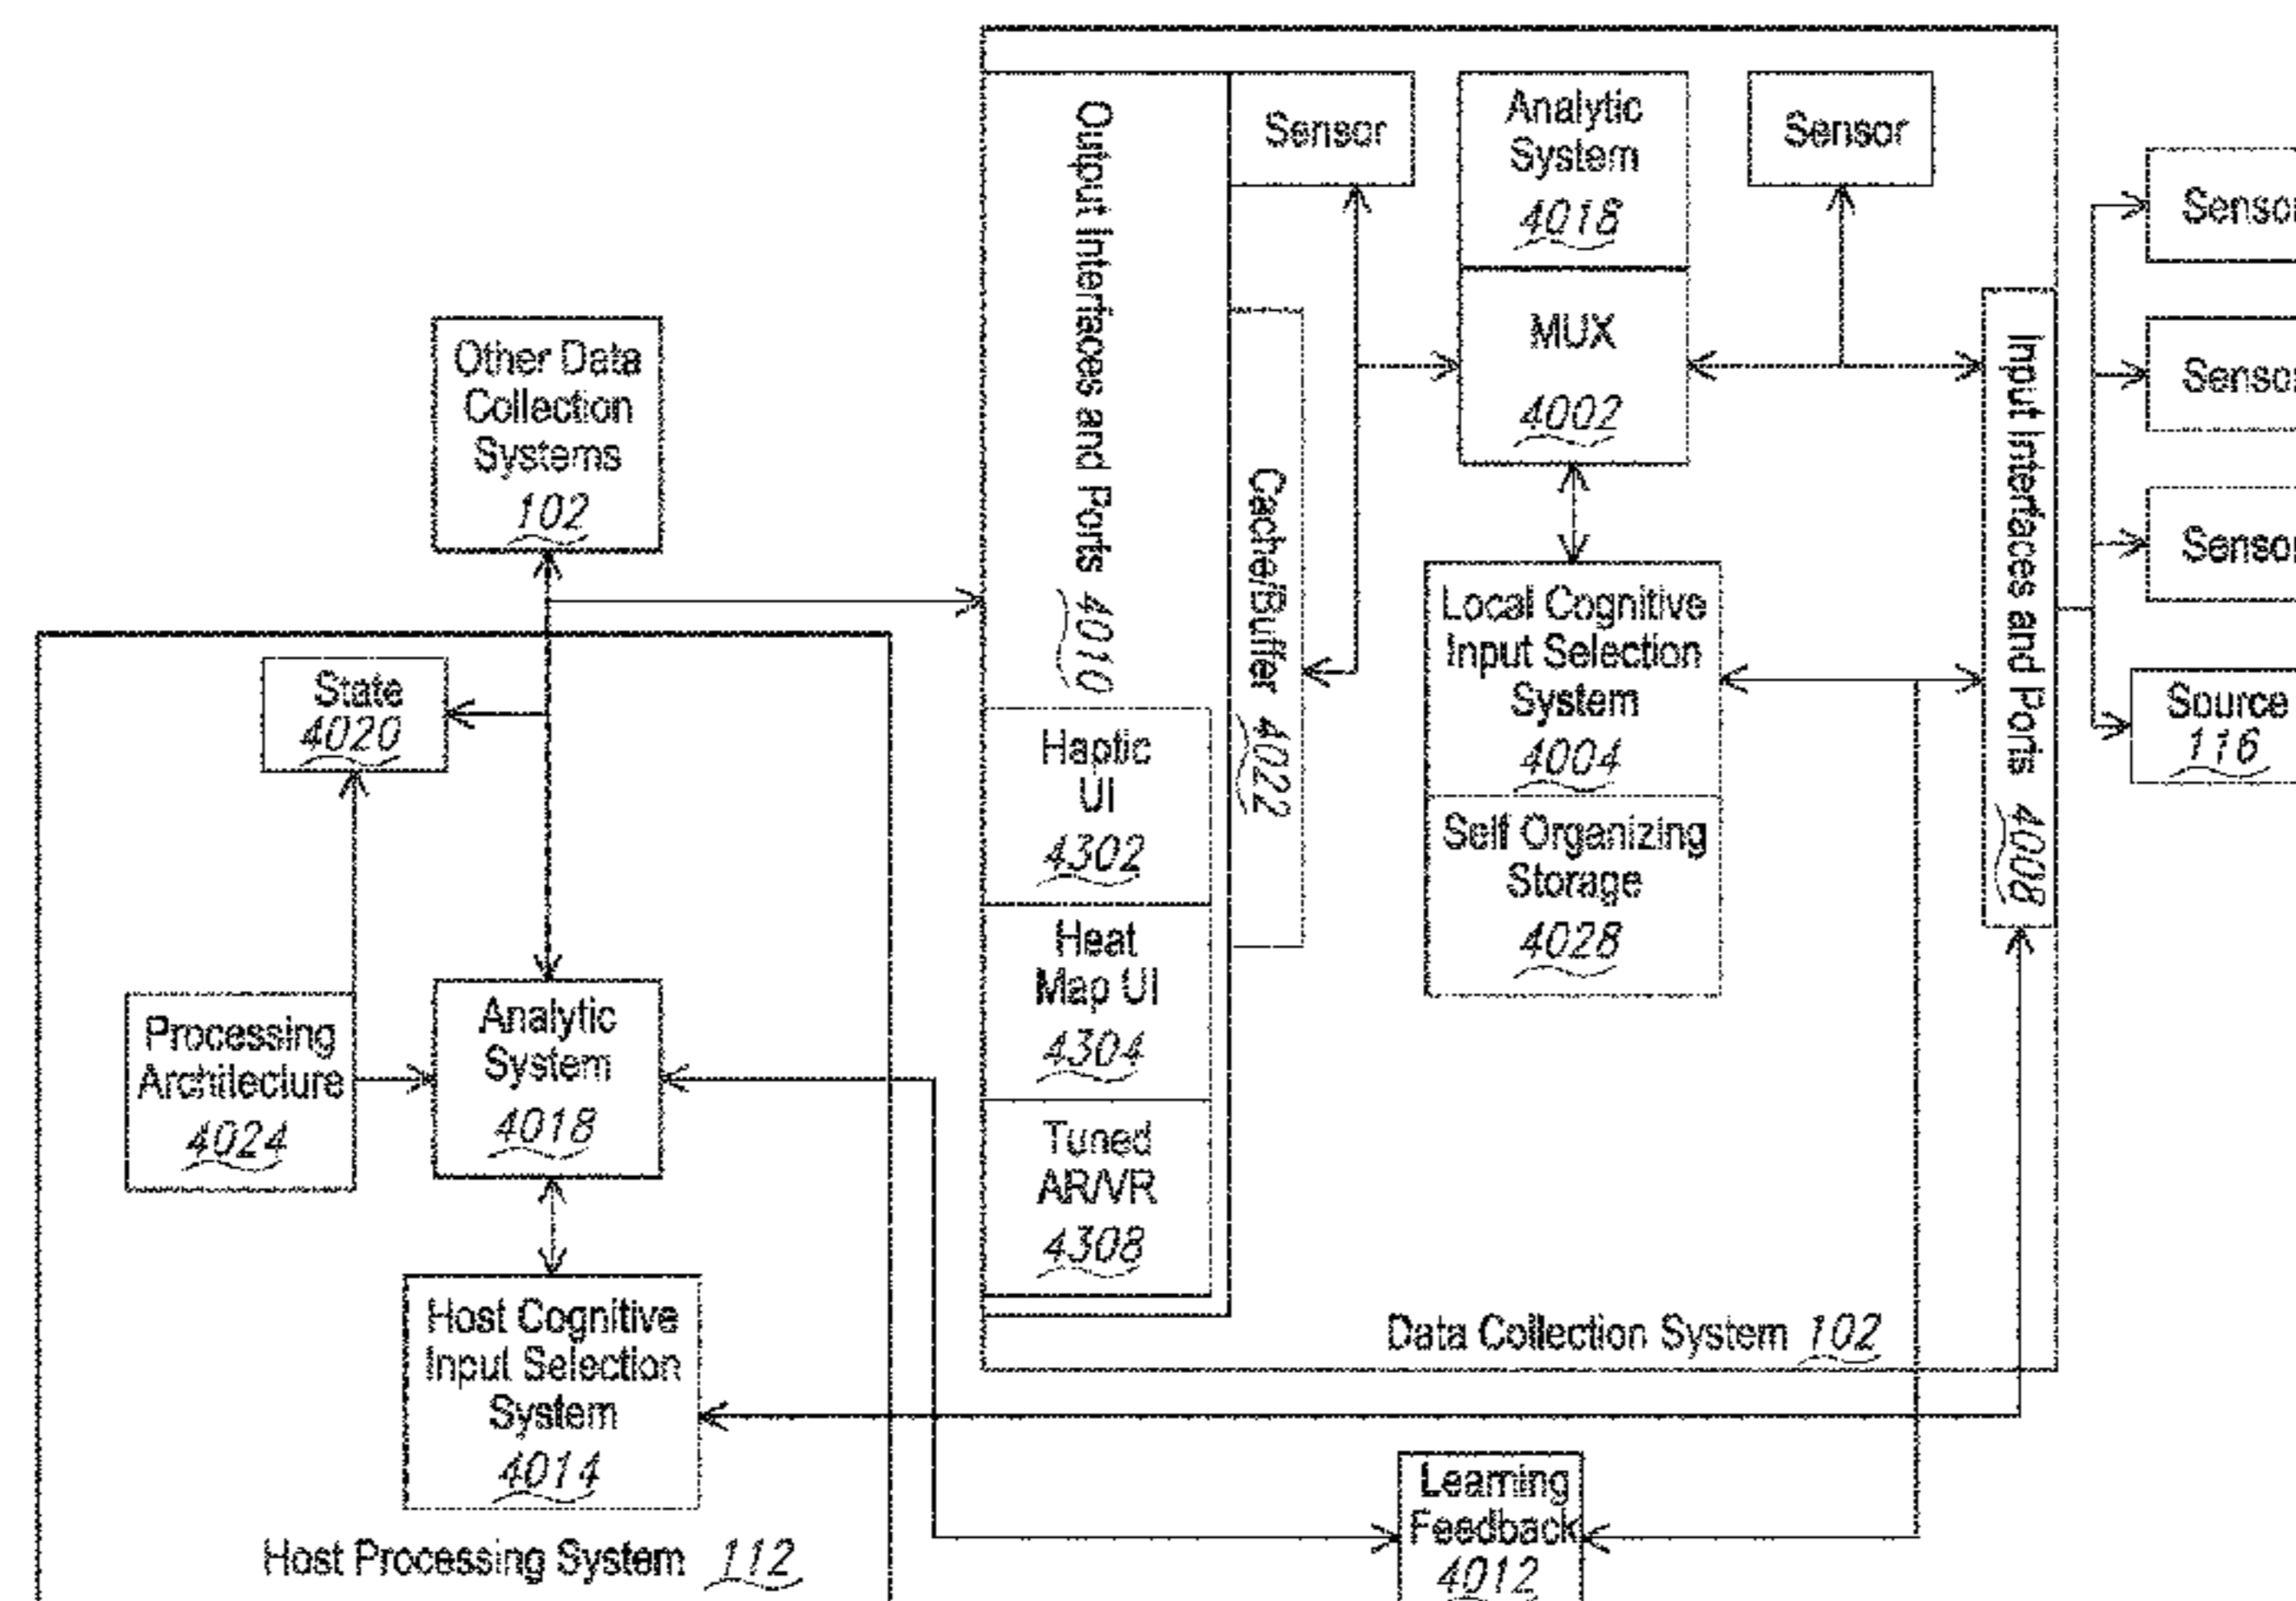 Output Interfaces and Ports 4010
Sensor
Analytic
System
4018
Sensor
Sensor
Sensor
Sensor
Source
116
MUX
4002
Input Interfaces and Ports 4008
Cache/Buffer 4022
Other Data
Collection
Systems
102
Local Cognitive
Input Selection
System
4004
Self Organizing
Storage
4028
State
4020
Haptic
UI
4302
Heat
Map UI
4304
Tuned
AR/VR
4308
Processing
Architecture
4024
Analytic
System
4018
Host Cognitive
Input Selection
System
4014
Data Collection System 102
Learning
Feedback
4012
Host Processing System 112